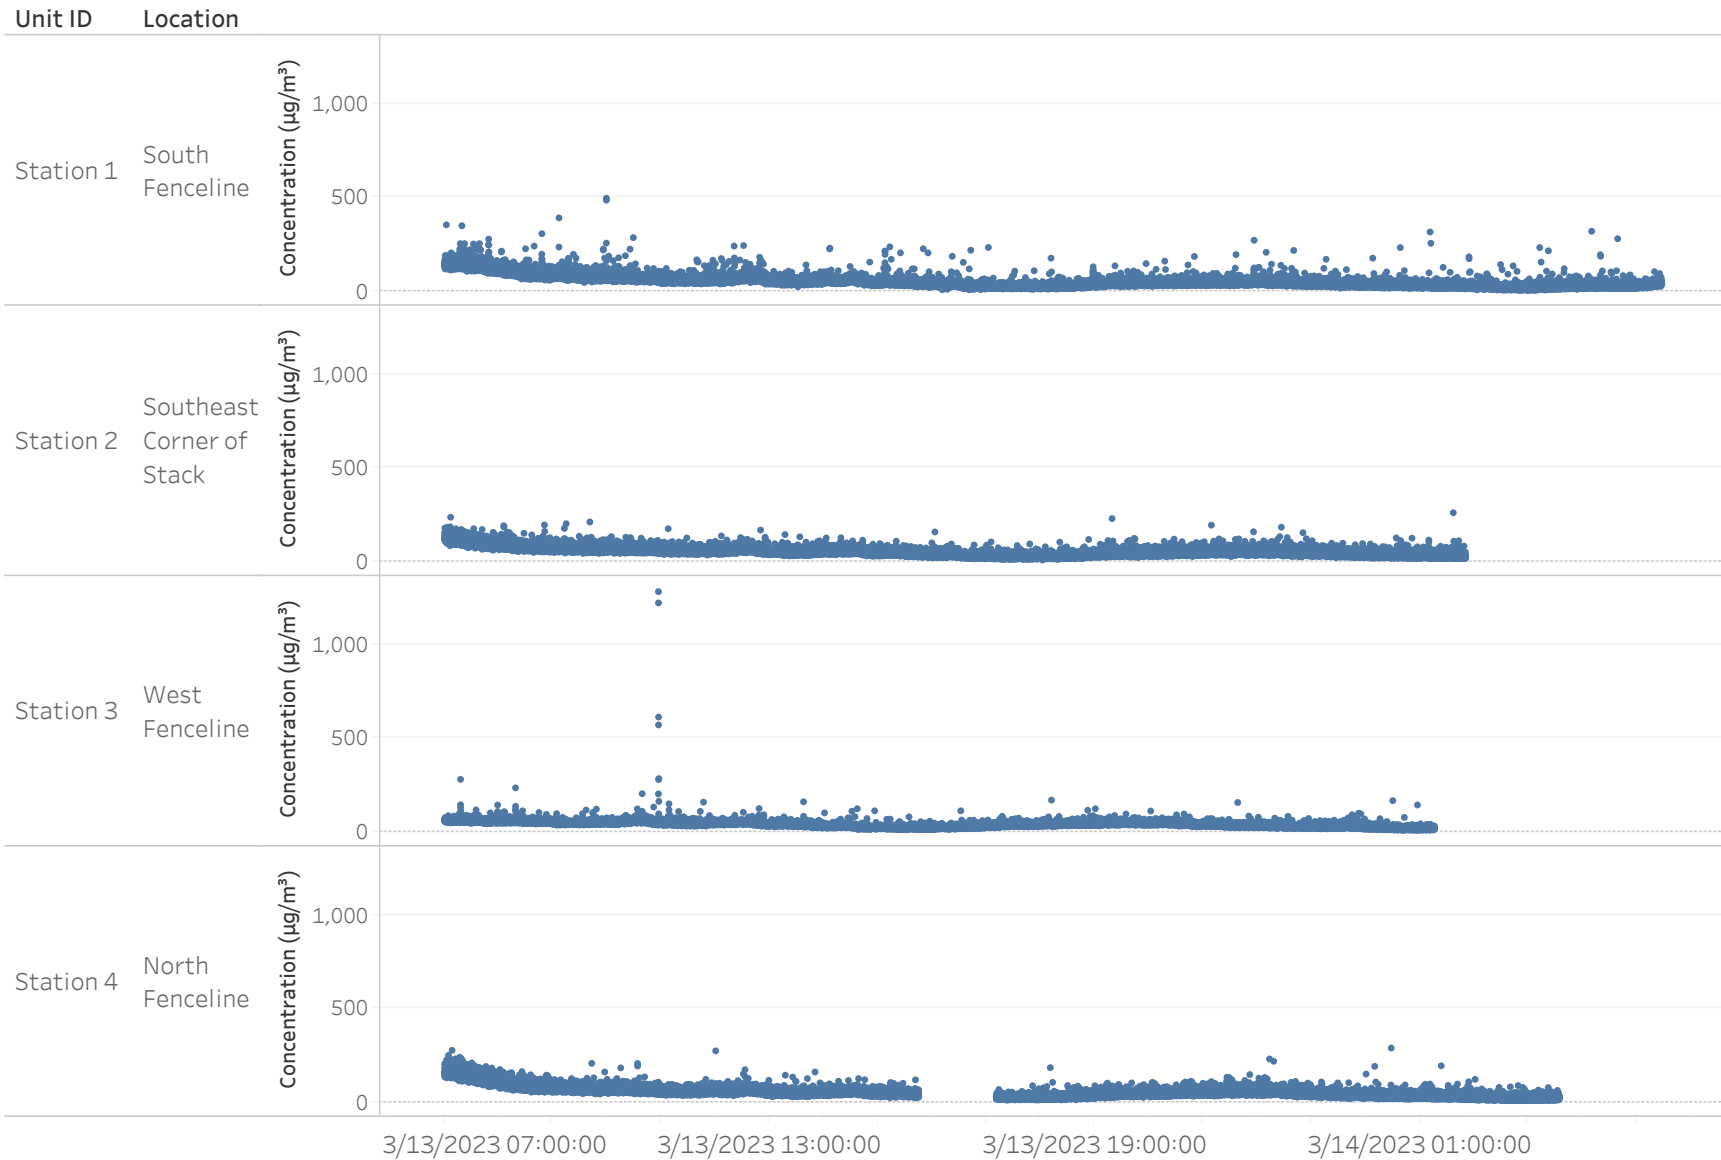 Unit ID Location
Station 1
South
Fenceline
Concentration (µg/m³)
1,000
500
0
Station 2
Southeast
Corner of
Stack
Concentration (µg/m³)
1,000
500
0
Station 3
West
Fenceline
Concentration (µg/m³)
1,000
500
0
Station 4
North
Fenceline
Concentration (µg/m³)
1,000
500
0
3/13/2023 07:00:00 3/13/2023 13:00:00 3/13/2023 19:00:00 3/14/2023 01:00:00